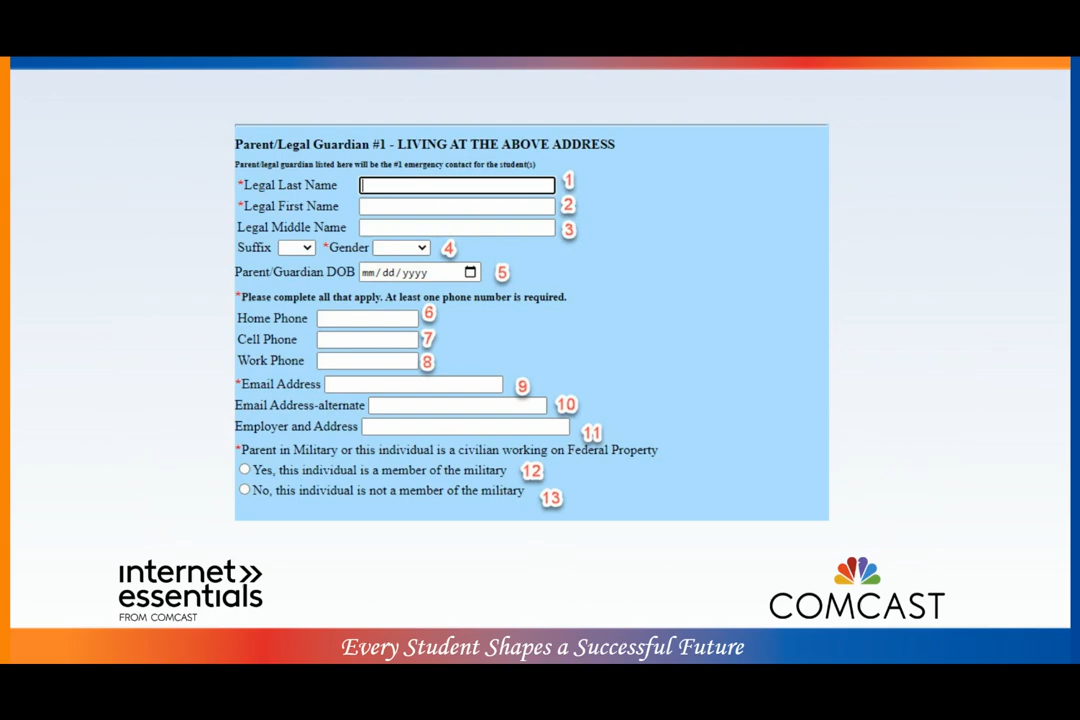 Parent/Legal Guardian #1 - LIVING AT THE ABOVE ADDRESS
Parent/legal guardian listed here will be the #1 emergency contact for the student(s)
*Legal Last Name 1
*Legal First Name 2
Legal Middle Name 3
Suffix *Gender 4
Parent/Guardian DOB mm/dd/yyyy 5
*Please complete all that apply. At least one phone number is required.
Home Phone 6
Cell Phone 7
Work Phone 8
*Email Address 9
Email Address-alternate 10
Employer and Address 11
*Parent in Military or this individual is a civilian working on Federal Property
Yes, this individual is a member of the military 12
No, this individual is not a member of the military 13
internet
essentials
FROM COMCAST
COMCAST
Every Student Shapes a Successful Future